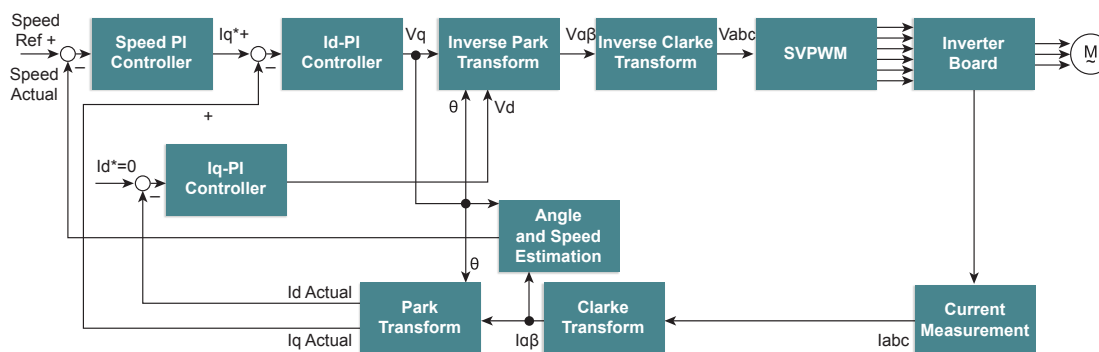 Speed
Ref +
Speed
Actual
–
Speed PI
Controller
Iq*+
–
+
Id-PI
Controller
Vq
Inverse Park
Transform
θ
Vd
Vαβ
Inverse Clarke
Transform
Vabc
SVPWM
Inverter
Board
M
~
Id*=0
–
Iq-PI
Controller
Angle
and Speed
Estimation
θ
Id Actual
Iq Actual
Park
Transform
Iαβ
Clarke
Transform
Iabc
Current
Measurement